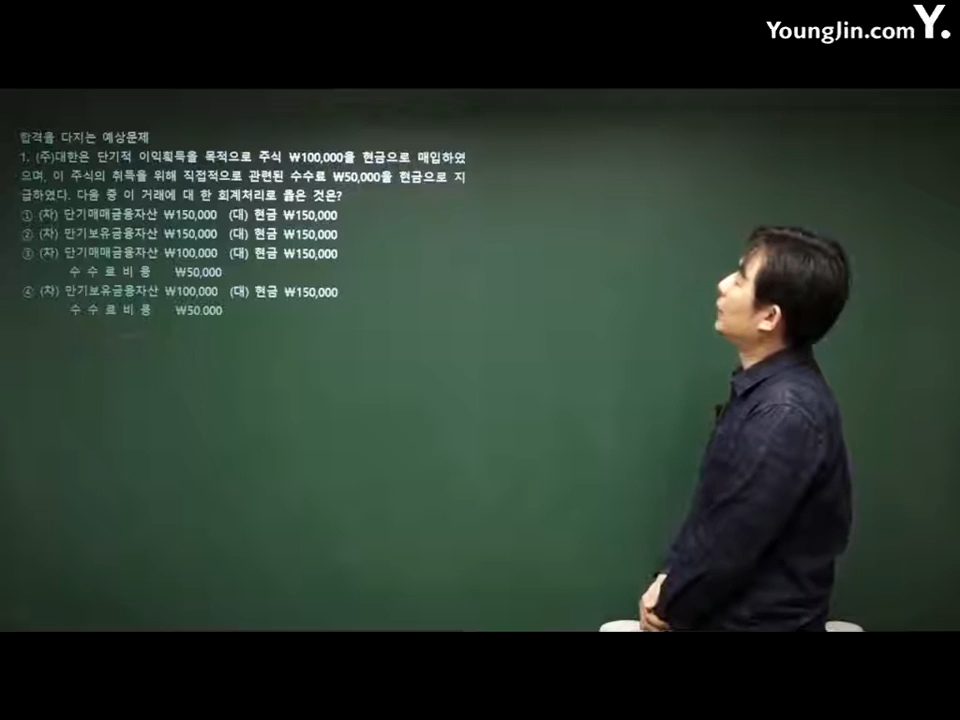 YoungJin.com Y.
합격을 다지는 예상문제
1. (주)대한은 단기적 이익획득을 목적으로 주식 ₩100,000을 현금으로 매입하였
으며, 이 주식의 취득을 위해 직접적으로 관련된 수수료 ₩50,000을 현금으로 지
급하였다. 다음 중 이 거래에 대 한 회계처리로 옳은 것은?
① (차) 단기매매금융자산 ₩150,000 (대) 현금 ₩150,000
② (차) 만기보유금융자산 ₩150,000 (대) 현금 ₩150,000
③ (차) 단기매매금융자산 ₩100,000 (대) 현금 ₩150,000
수 수 료 비 용 ₩50,000
④ (차) 만기보유금융자산 ₩100,000 (대) 현금 ₩150,000
수 수 료 비 용 ₩50.000